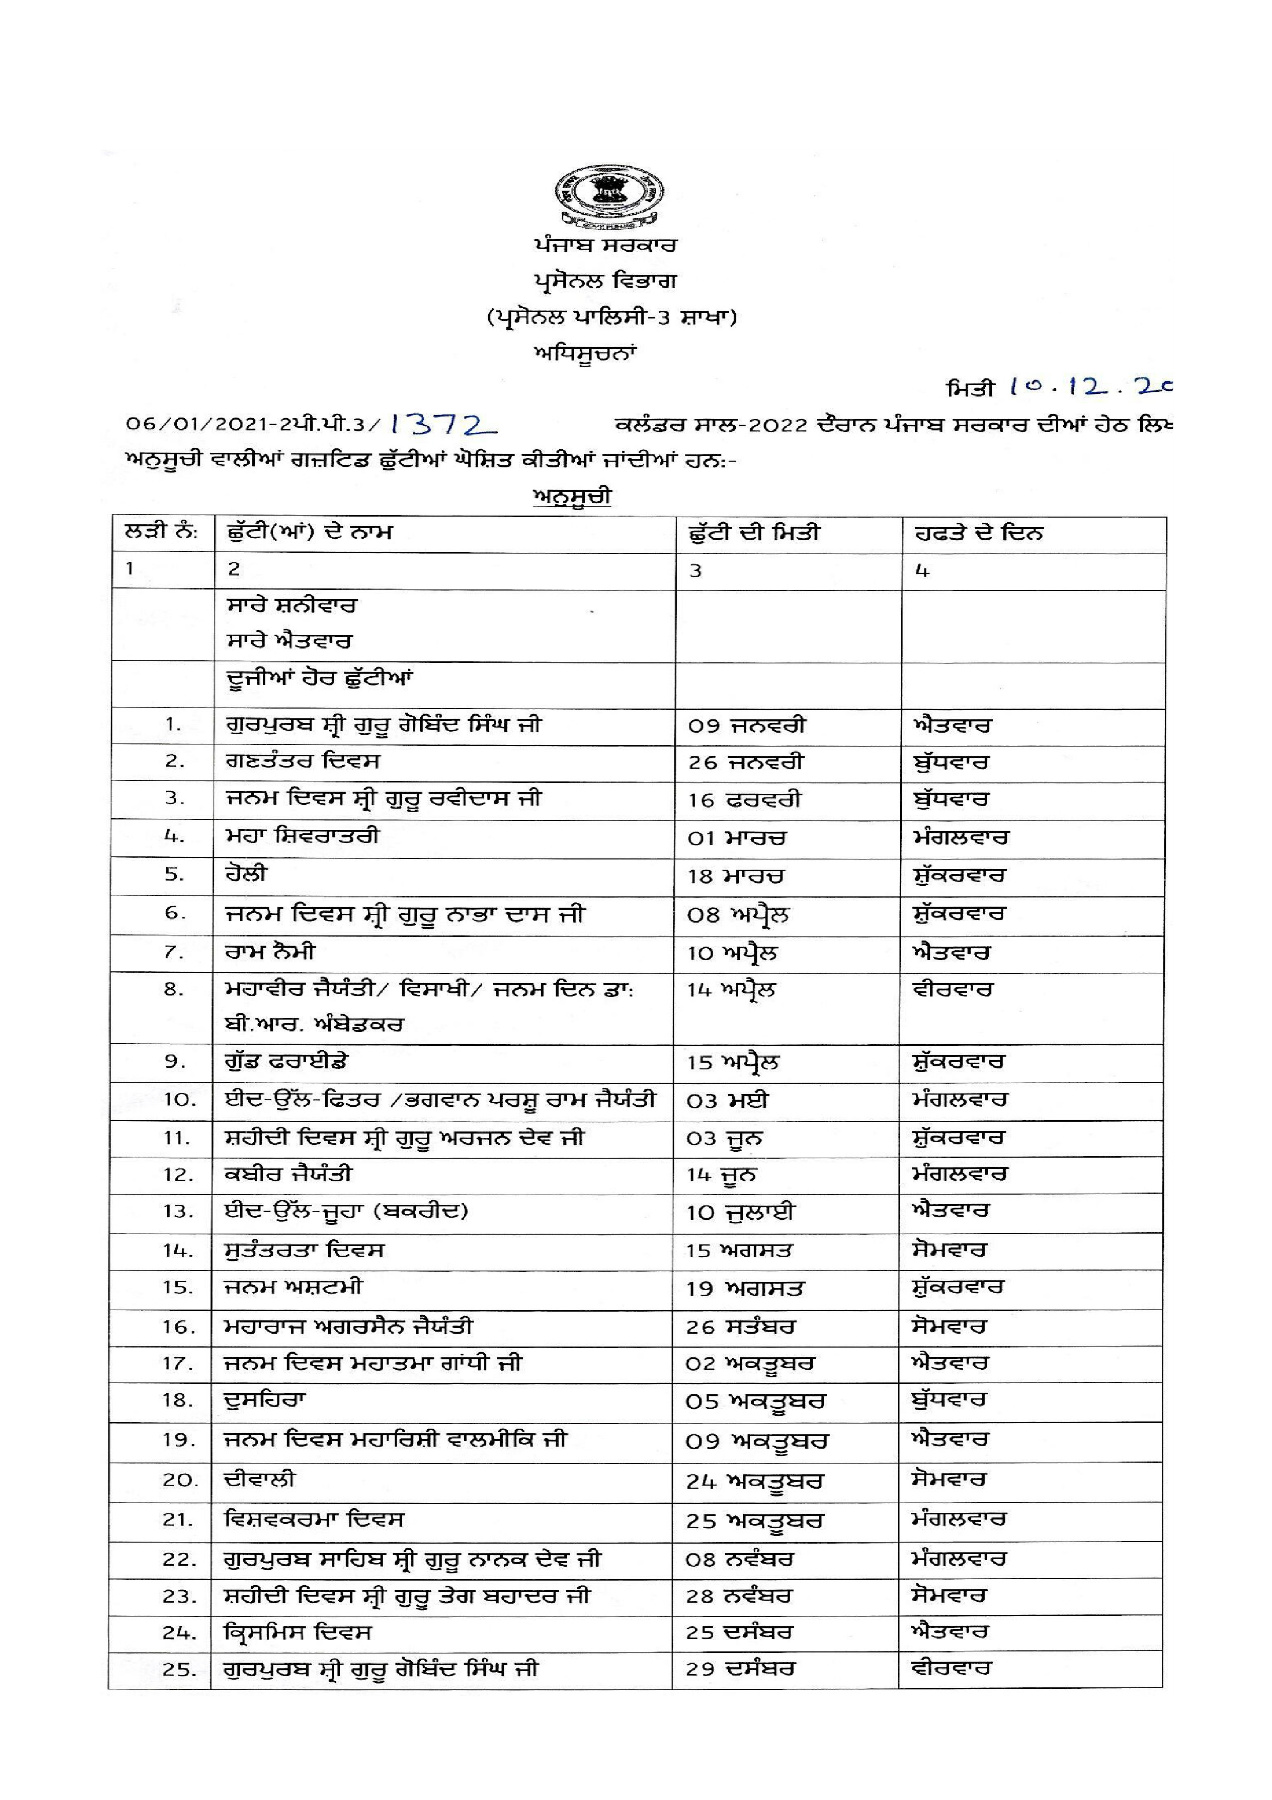 ਪੰਜਾਬ ਸਰਕਾਰ
ਪ੍ਰਸੋਨਲ ਵਿਭਾਗ
(ਪ੍ਰਸੋਨਲ ਪਾਲਿਸੀ-3 ਸ਼ਾਖਾ)
ਅਧਿਸੂਚਨਾਂ
ਮਿਤੀ 10.12.20
06/01/2021-2ਪੀ.ਪੀ.3/1372 ਕਲੰਡਰ ਸਾਲ-2022 ਦੌਰਾਨ ਪੰਜਾਬ ਸਰਕਾਰ ਦੀਆਂ ਹੇਠ
ਅਨੁਸੂਚੀ ਵਾਲੀਆਂ ਗਜ਼ਟਿਡ ਛੁੱਟੀਆਂ ਘੋਸ਼ਿਤ ਕੀਤੀਆਂ ਜਾਂਦੀਆਂ ਹਨ:-
ਅਨੁਸੂਚੀ
ਲੜੀ ਨੰ: ਛੁੱਟੀ(ਆਂ) ਦੇ ਨਾਮ ਛੁੱਟੀ ਦੀ ਮਿਤੀ ਹਫਤੇ ਦੇ ਦਿਨ
1 2 3 4
ਸਾਰੇ ਸ਼ਨੀਵਾਰ
ਸਾਰੇ ਐਤਵਾਰ
ਦੂਜੀਆਂ ਹੋਰ ਛੁੱਟੀਆਂ
1. ਗੁਰਪੁਰਬ ਸ਼੍ਰੀ ਗੁਰੂ ਗੋਬਿੰਦ ਸਿੰਘ ਜੀ 09 ਜਨਵਰੀ ਐਤਵਾਰ
2. ਗਣਤੰਤਰ ਦਿਵਸ 26 ਜਨਵਰੀ ਬੁੱਧਵਾਰ
3. ਜਨਮ ਦਿਵਸ ਸ਼੍ਰੀ ਗੁਰੂ ਰਵੀਦਾਸ ਜੀ 16 ਫਰਵਰੀ ਬੁੱਧਵਾਰ
4. ਮਹਾ ਸ਼ਿਵਰਾਤਰੀ 01 ਮਾਰਚ ਮੰਗਲਵਾਰ
5. ਹੋਲੀ 18 ਮਾਰਚ ਸ਼ੁੱਕਰਵਾਰ
6. ਜਨਮ ਦਿਵਸ ਸ਼੍ਰੀ ਗੁਰੂ ਨਾਭਾ ਦਾਸ ਜੀ 08 ਅਪ੍ਰੈਲ ਸ਼ੁੱਕਰਵਾਰ
7. ਰਾਮ ਨੌਮੀ 10 ਅਪ੍ਰੈਲ ਐਤਵਾਰ
8. ਮਹਾਵੀਰ ਜੈਯੰਤੀ/ ਵਿਸਾਖੀ/ ਜਨਮ ਦਿਨ ਡਾ: 14 ਅਪ੍ਰੈਲ ਵੀਰਵਾਰ
ਬੀ.ਆਰ. ਅੰਬੇਡਕਰ
9. ਗੁੱਡ ਫਰਾਈਡੇ 15 ਅਪ੍ਰੈਲ ਸ਼ੁੱਕਰਵਾਰ
10. ਈਦ-ਉੱਲ-ਫਿਤਰ /ਭਗਵਾਨ ਪਰਸ਼ੂ ਰਾਮ ਜੈਯੰਤੀ 03 ਮਈ ਮੰਗਲਵਾਰ
11. ਸ਼ਹੀਦੀ ਦਿਵਸ ਸ਼੍ਰੀ ਗੁਰੂ ਅਰਜਨ ਦੇਵ ਜੀ 03 ਜੂਨ ਸ਼ੁੱਕਰਵਾਰ
12. ਕਬੀਰ ਜੈਯੰਤੀ 14 ਜੂਨ ਮੰਗਲਵਾਰ
13. ਈਦ-ਉੱਲ-ਜੂਹਾ (ਬਕਰੀਦ) 10 ਜੁਲਾਈ ਐਤਵਾਰ
14. ਸੁਤੰਤਰਤਾ ਦਿਵਸ 15 ਅਗਸਤ ਸੋਮਵਾਰ
15. ਜਨਮ ਅਸ਼ਟਮੀ 19 ਅਗਸਤ ਸ਼ੁੱਕਰਵਾਰ
16. ਮਹਾਰਾਜ ਅਗਰਸੈਨ ਜੈਯੰਤੀ 26 ਸਤੰਬਰ ਸੋਮਵਾਰ
17. ਜਨਮ ਦਿਵਸ ਮਹਾਤਮਾ ਗਾਂਧੀ ਜੀ 02 ਅਕਤੂਬਰ ਐਤਵਾਰ
18. ਦੁਸਹਿਰਾ 05 ਅਕਤੂਬਰ ਬੁੱਧਵਾਰ
19. ਜਨਮ ਦਿਵਸ ਮਹਾਰਿਸ਼ੀ ਵਾਲਮੀਕਿ ਜੀ 09 ਅਕਤੂਬਰ ਐਤਵਾਰ
20. ਦੀਵਾਲੀ 24 ਅਕਤੂਬਰ ਸੋਮਵਾਰ
21. ਵਿਸ਼ਵਕਰਮਾ ਦਿਵਸ 25 ਅਕਤੂਬਰ ਮੰਗਲਵਾਰ
22. ਗੁਰਪੁਰਬ ਸਾਹਿਬ ਸ਼੍ਰੀ ਗੁਰੂ ਨਾਨਕ ਦੇਵ ਜੀ 08 ਨਵੰਬਰ ਮੰਗਲਵਾਰ
23. ਸ਼ਹੀਦੀ ਦਿਵਸ ਸ਼੍ਰੀ ਗੁਰੂ ਤੇਗ ਬਹਾਦਰ ਜੀ 28 ਨਵੰਬਰ ਸੋਮਵਾਰ
24. ਕ੍ਰਿਸਮਿਸ ਦਿਵਸ 25 ਦਸੰਬਰ ਐਤਵਾਰ
25. ਗੁਰਪੁਰਬ ਸ਼੍ਰੀ ਗੁਰੂ ਗੋਬਿੰਦ ਸਿੰਘ ਜੀ 29 ਦਸੰਬਰ ਵੀਰਵਾਰ